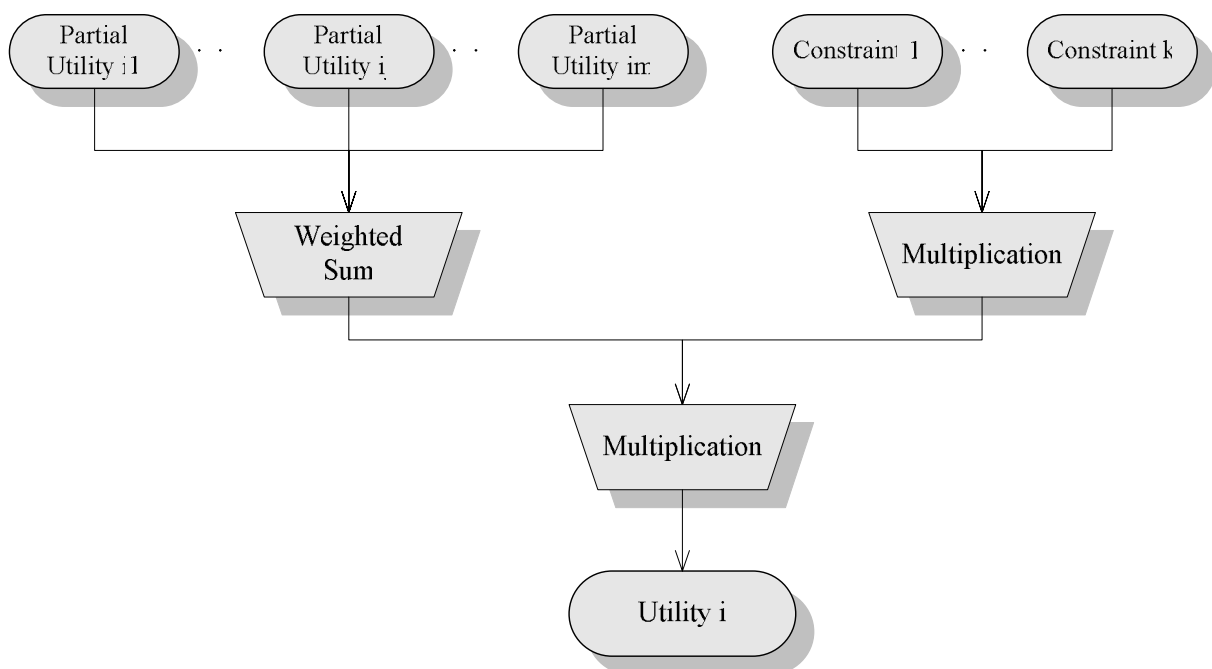 Partial
Utility i1
. .
Partial
Utility ij
. .
Partial
Utility im
Constraint 1
. .
Constraint k
Weighted
Sum
Multiplication
Multiplication
Utility i